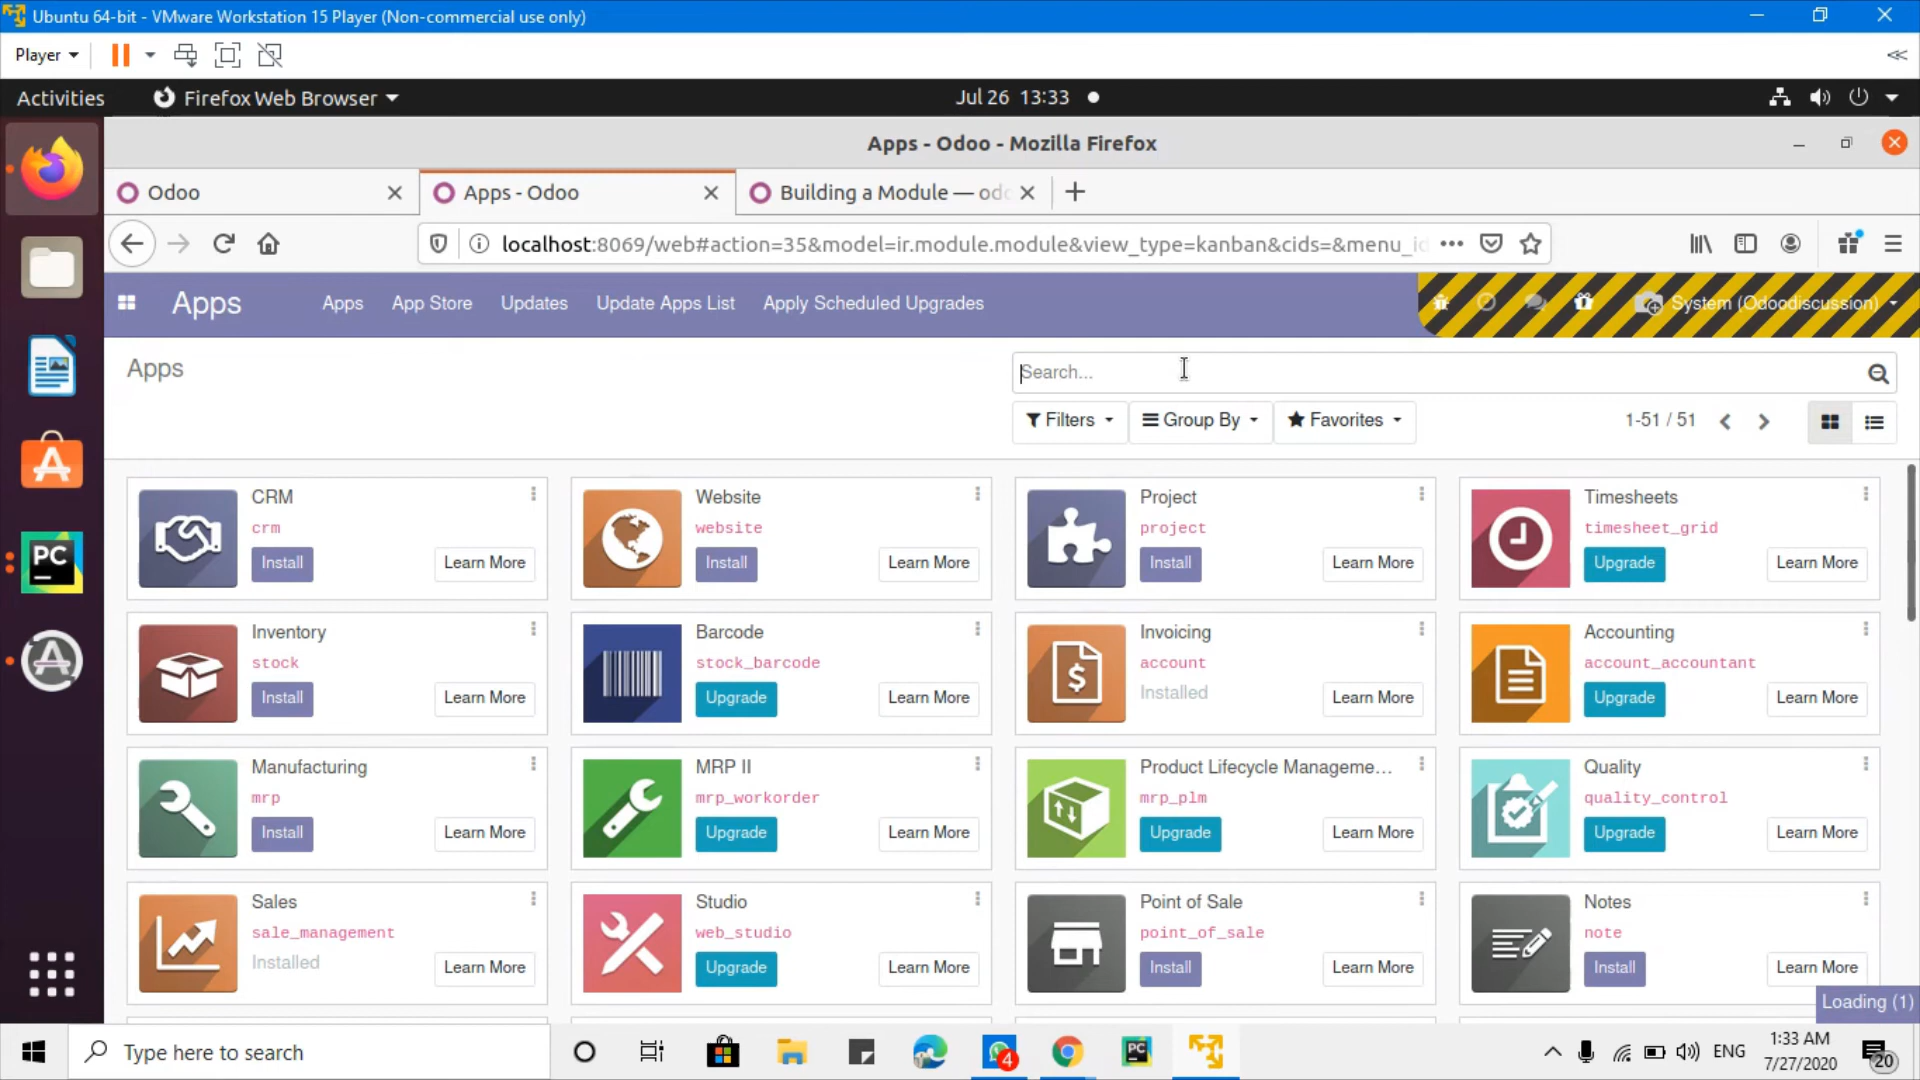 Ubuntu 64-bit - VMware Workstation 15 Player (Non-commercial use only)
Player
Activities
Firefox Web Browser
Jul 26 13:33
Apps - Odoo - Mozilla Firefox
Odoo
Apps - Odoo
Building a Module — odo
localhost:8069/web#action=35&model=ir.module.module&view_type=kanban&cids=&menu_id
Apps
Apps
App Store
Updates
Update Apps List
Apply Scheduled Upgrades
System (Odoodiscussion)
Apps
Search...
Filters
Group By
Favorites
1-51 / 51
CRM
crm
Install
Learn More
Website
website
Install
Learn More
Project
project
Install
Learn More
Timesheets
timesheet_grid
Upgrade
Learn More
Inventory
stock
Install
Learn More
Barcode
stock_barcode
Upgrade
Learn More
Invoicing
account
Installed
Learn More
Accounting
account_accountant
Upgrade
Learn More
Manufacturing
mrp
Install
Learn More
MRP II
mrp_workorder
Upgrade
Learn More
Product Lifecycle Manageme...
mrp_plm
Upgrade
Learn More
Quality
quality_control
Upgrade
Learn More
Sales
sale_management
Installed
Learn More
Studio
web_studio
Upgrade
Learn More
Point of Sale
point_of_sale
Install
Learn More
Notes
note
Install
Learn More
Loading (1)
PC
Type here to search
4
PC
ENG
1:33 AM
7/27/2020
20